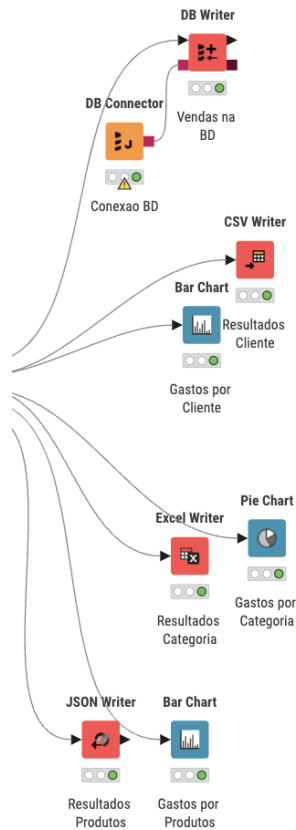 DB Writer
Vendas na
BD
DB Connector
Conexao BD
CSV Writer
Resultados
Cliente
Bar Chart
Gastos por
Cliente
Pie Chart
Gastos por
Categoria
Excel Writer
Resultados
Categoria
JSON Writer
Resultados
Produtos
Bar Chart
Gastos por
Produtos